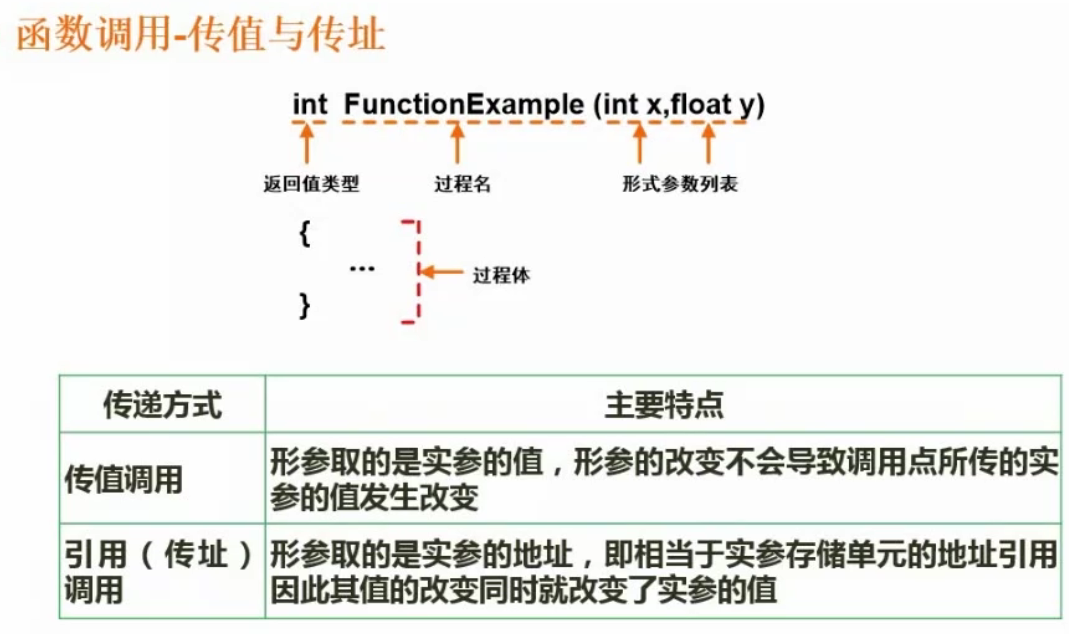 函数调用-传值与传址
int FunctionExample (int x,float y)
返回值类型 过程名 形式参数列表
{
...
过程体
}
传递方式 主要特点
传值调用
形参取的是实参的值，形参的改变不会导致调用点所传的实
参的值发生改变
引用（传址）
调用
形参取的是实参的地址，即相当于实参存储单元的地址引用
因此其值的改变同时就改变了实参的值